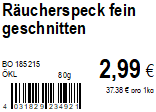 Räucherspeck fein
geschnitten
BO 185215
ÖKL 80g
2,99 €
37.38 € pro 1kg
4 031829 234921